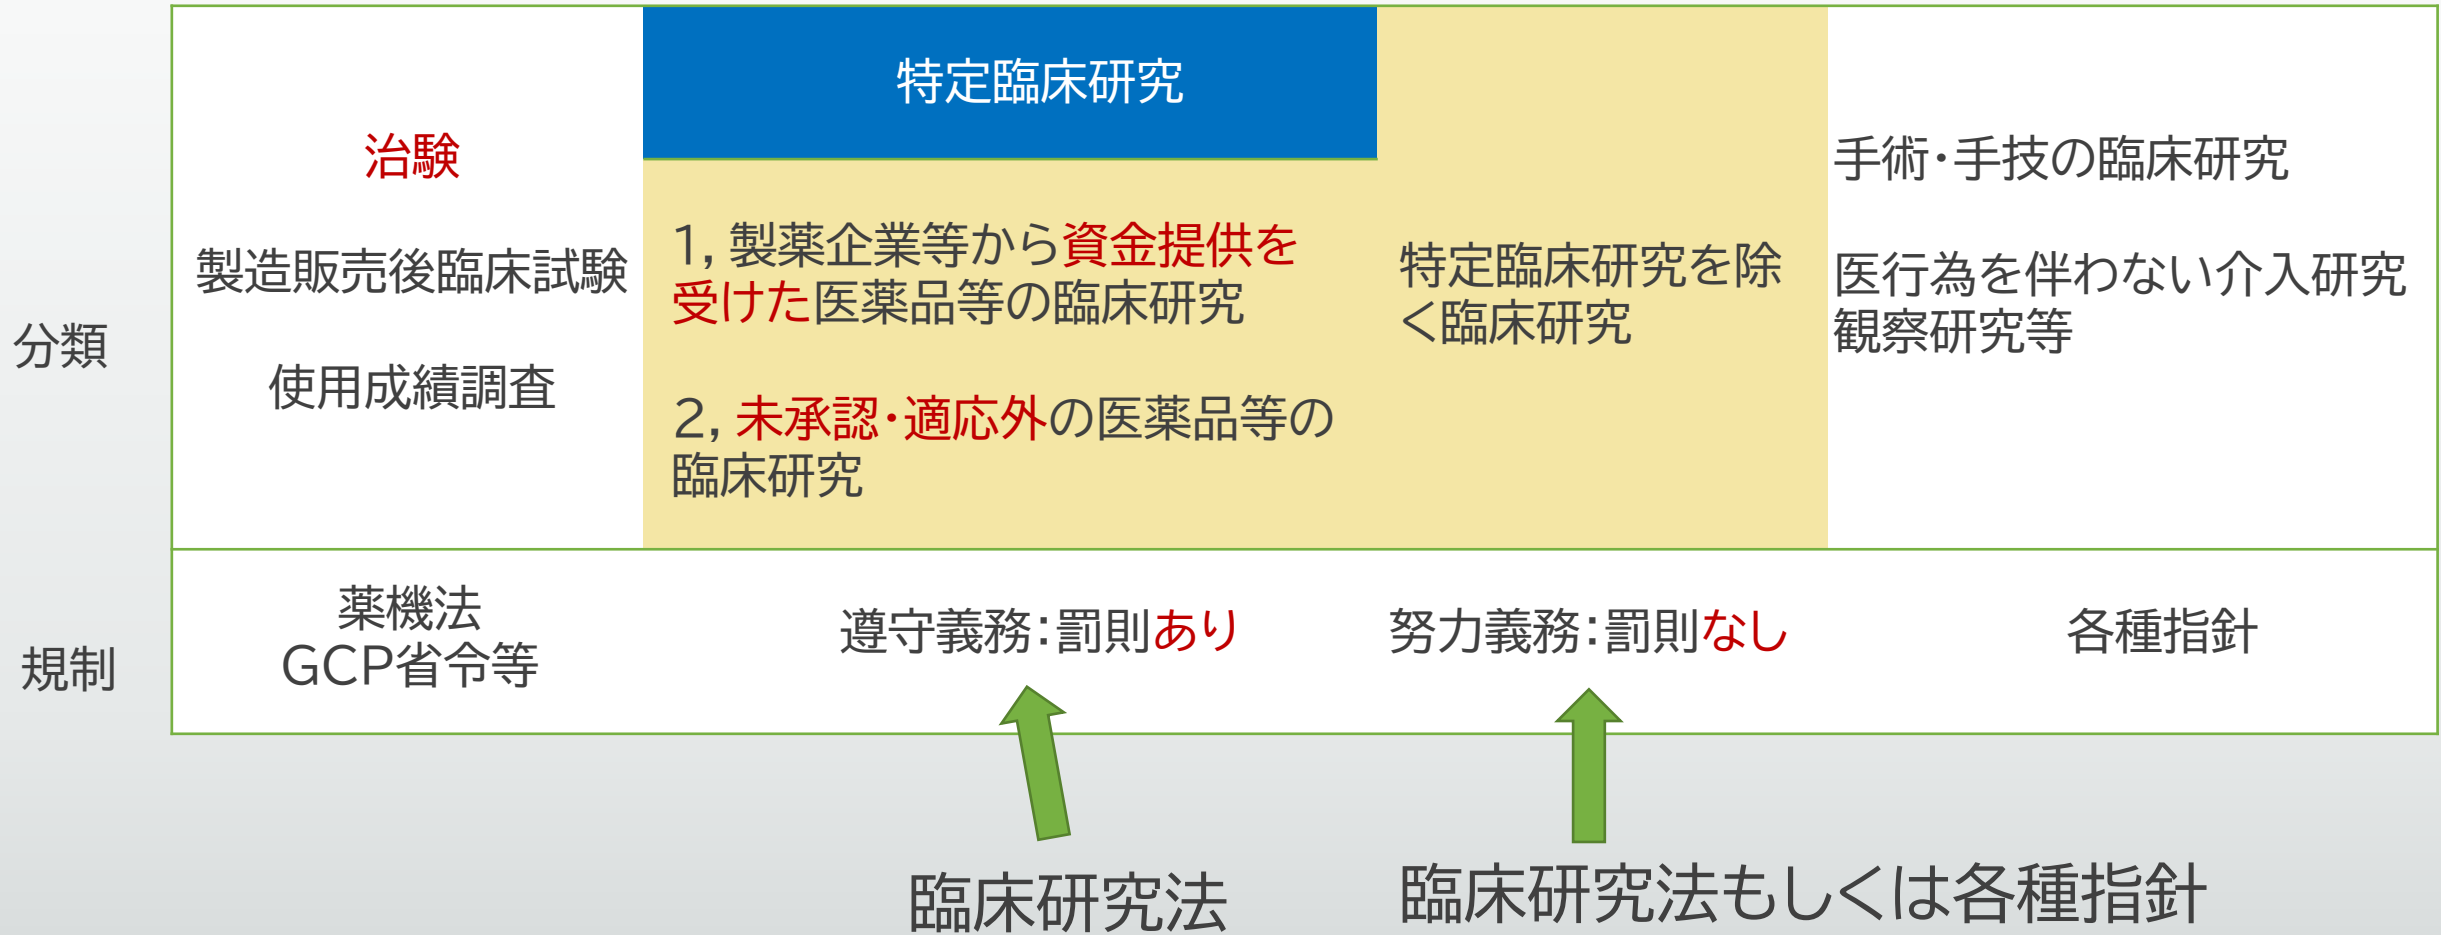 分類
治験
製造販売後臨床試験
使用成績調査
特定臨床研究
1, 製薬企業等から資金提供を
受けた医薬品等の臨床研究
2, 未承認・適応外の医薬品等の
臨床研究
特定臨床研究を除
く臨床研究
手術・手技の臨床研究
医行為を伴わない介入研究
観察研究等
規制
薬機法
GCP省令等
遵守義務：罰則あり
努力義務：罰則なし
各種指針
臨床研究法
臨床研究法もしくは各種指針